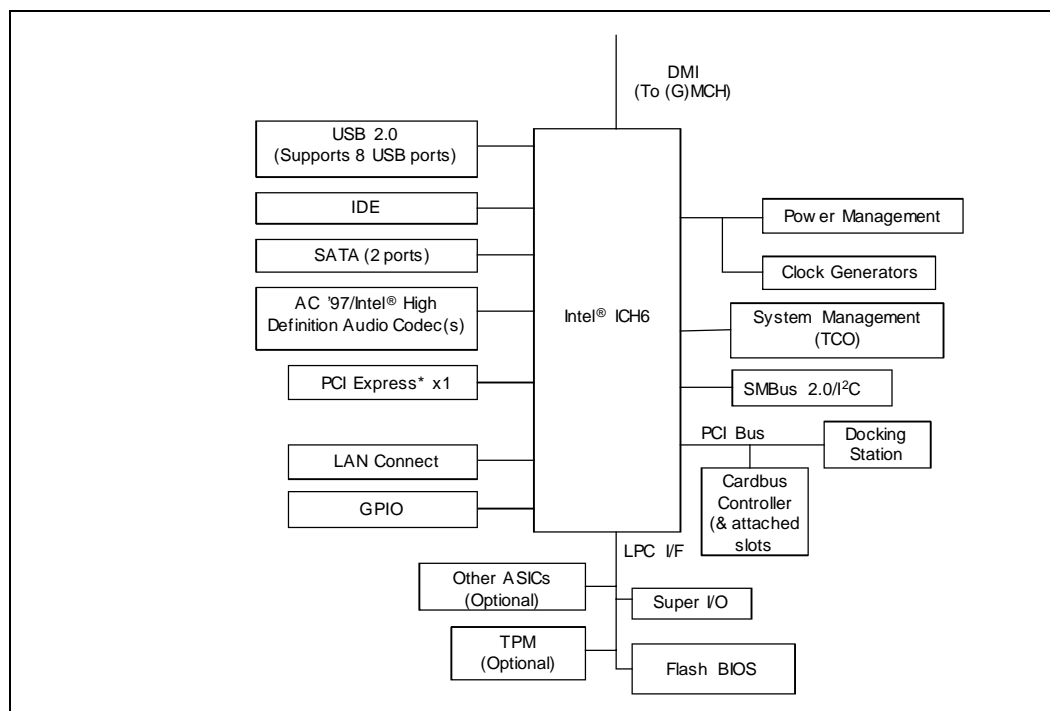 DMI
(To (G)MCH)
USB 2.0
(Supports 8 USB ports)
IDE
SATA (2 ports)
AC '97/Intel® High
Definition Audio Codec(s)
PCI Express* x1
LAN Connect
GPIO
Intel® ICH6
Power Management
Clock Generators
System Management
(TCO)
SMBus 2.0/I²C
PCI Bus
Docking
Station
Cardbus
Controller
(& attached
slots
LPC I/F
Other ASICs
(Optional)
Super I/O
TPM
(Optional)
Flash BIOS